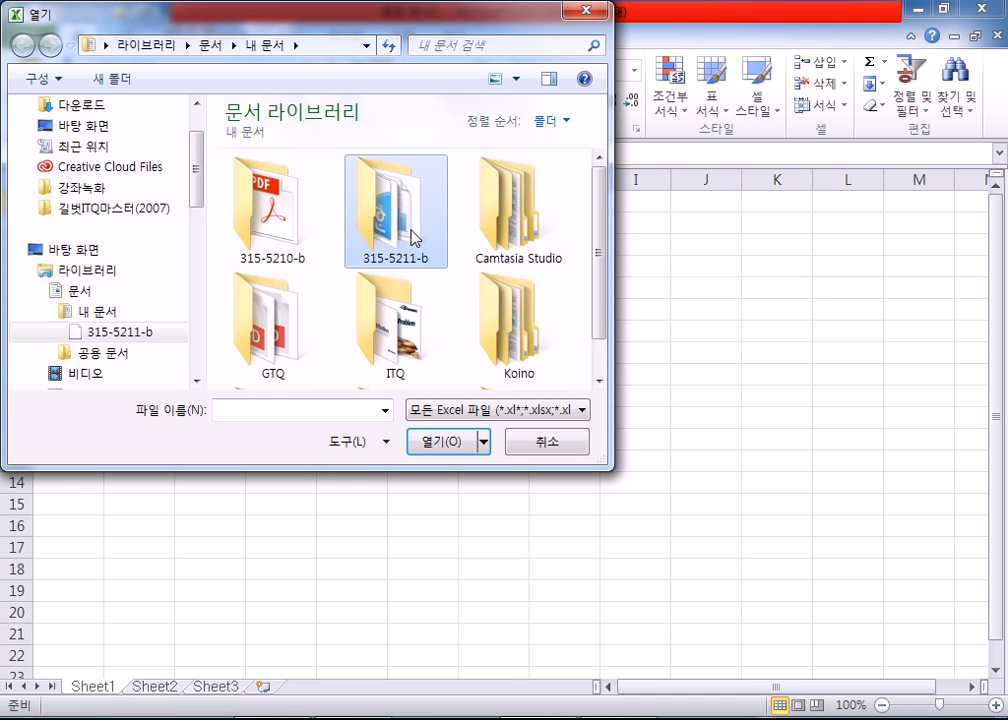 열기
라이브러리 ▸ 문서 ▸ 내 문서 ▸
내 문서 검색
구성
새 폴더
다운로드
바탕 화면
최근 위치
Creative Cloud Files
강좌녹화
길벗ITQ마스터(2007)
바탕 화면
라이브러리
문서
내 문서
315-5211-b
공용 문서
비디오
문서 라이브러리
내 문서
정렬 순서: 폴더
PDF
315-5210-b
315-5211-b
Camtasia Studio
GTQ
ITQ
Koino
파일 이름(N):
모든 Excel 파일 (*.xl*;*.xlsx;*.xl
도구(L)
열기(O)
취소
조건부
서식
표
서식
셀
스타일
스타일
삽입
삭제
서식
셀
정렬 및
필터
찾기 및
선택
편집
I J K L M
14
15
16
17
18
19
20
21
22
23
Sheet1 Sheet2 Sheet3
준비
100%